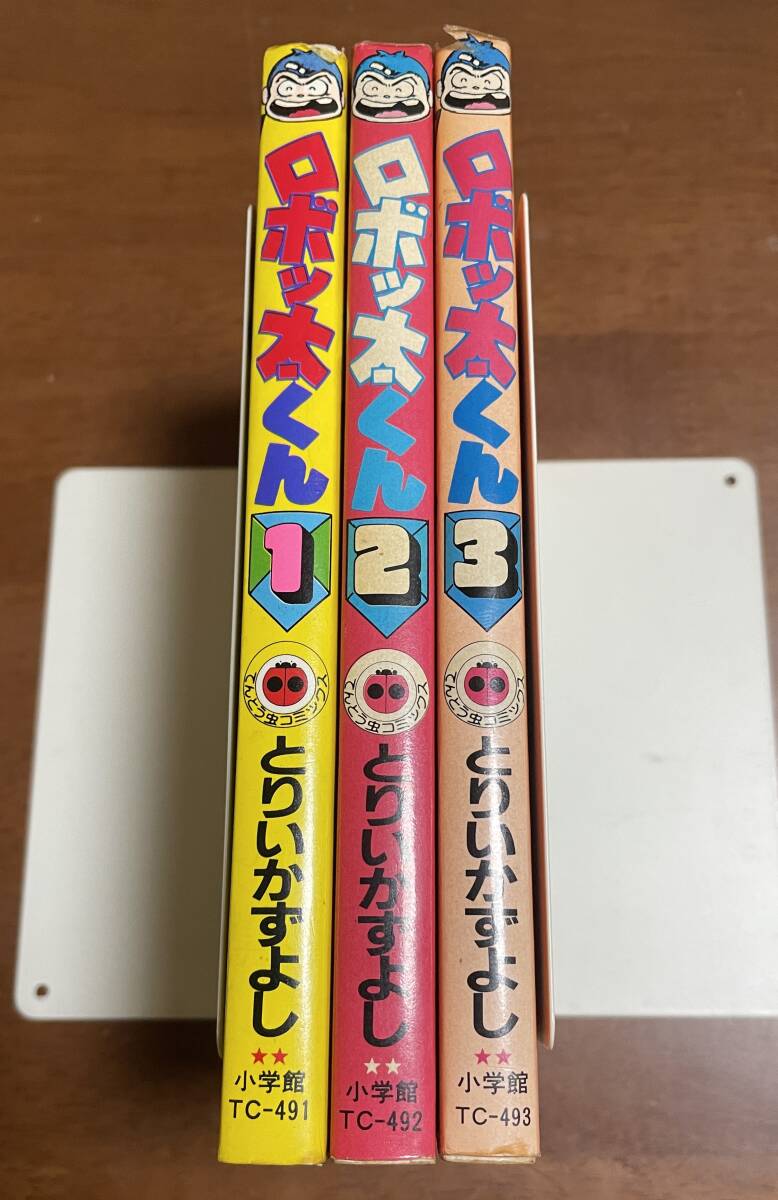 ロボッ太くん
1
てんとう虫コミックス
とりいかずよし
小学館
TC-491
ロボッ太くん
2
てんとう虫コミックス
とりいかずよし
小学館
TC-492
ロボッ太くん
3
てんとう虫コミックス
とりいかずよし
小学館
TC-493